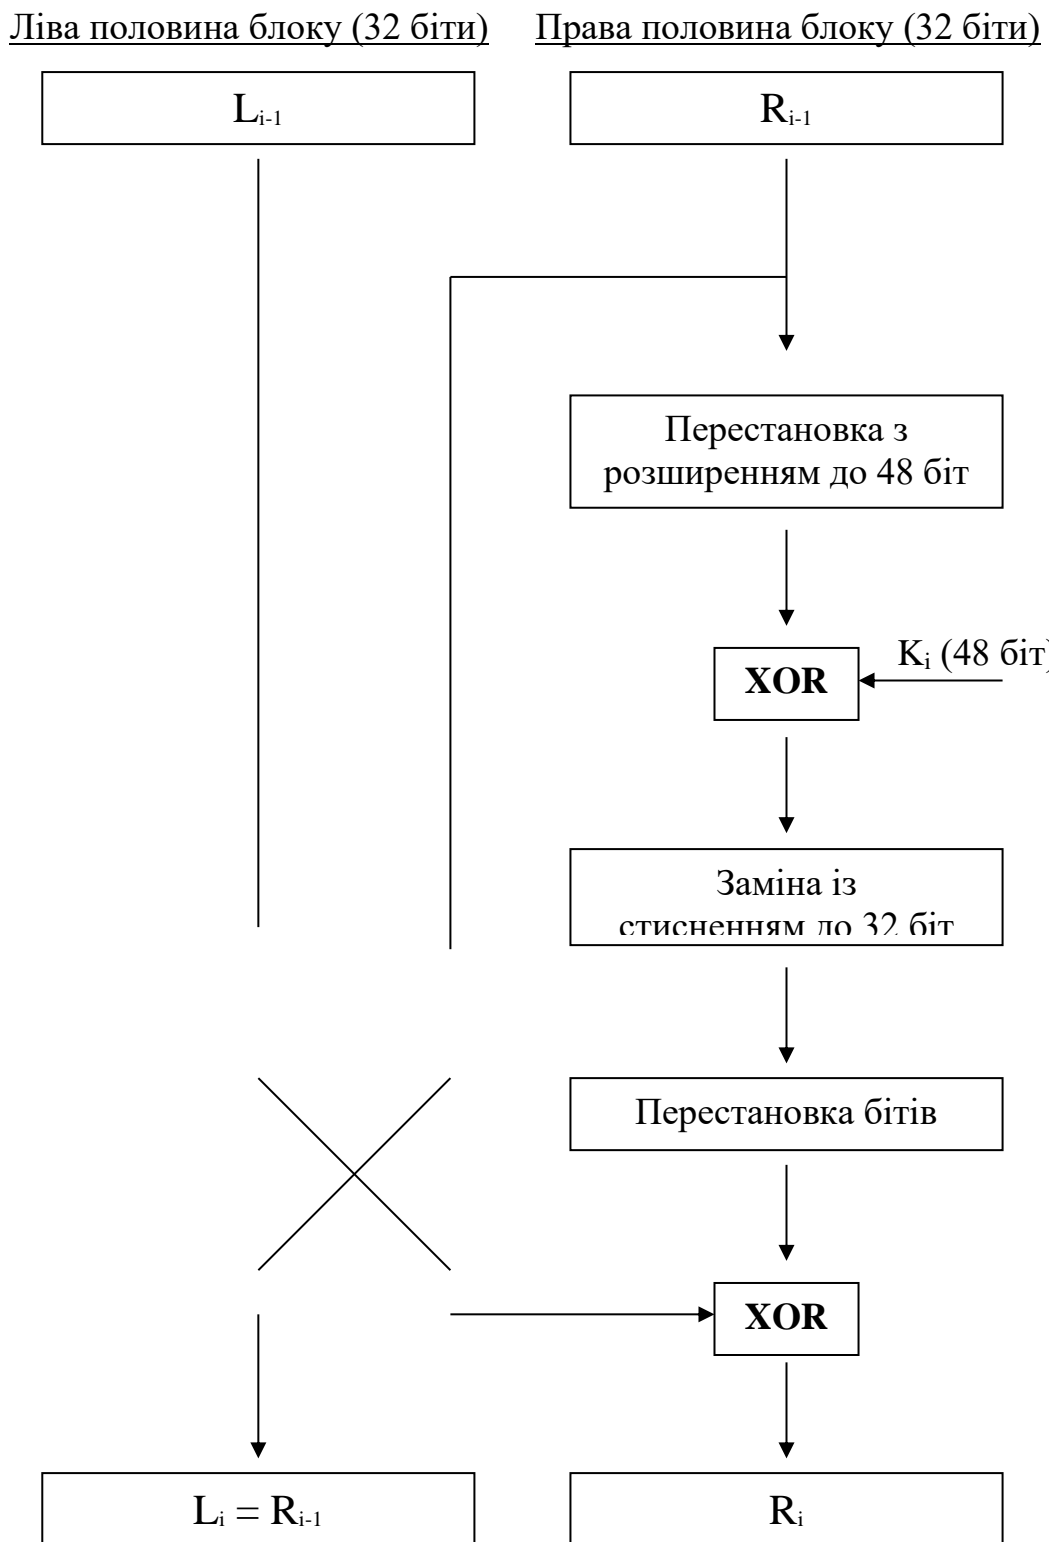 Ліва половина блоку (32 біти) Права половина блоку (32 біти)
Li-1 Ri-1
Перестановка з
розширенням до 48 біт
Ki (48 біт)
XOR
Заміна із
стисненням до 32 біт
Перестановка бітів
XOR
Li = Ri-1 Ri